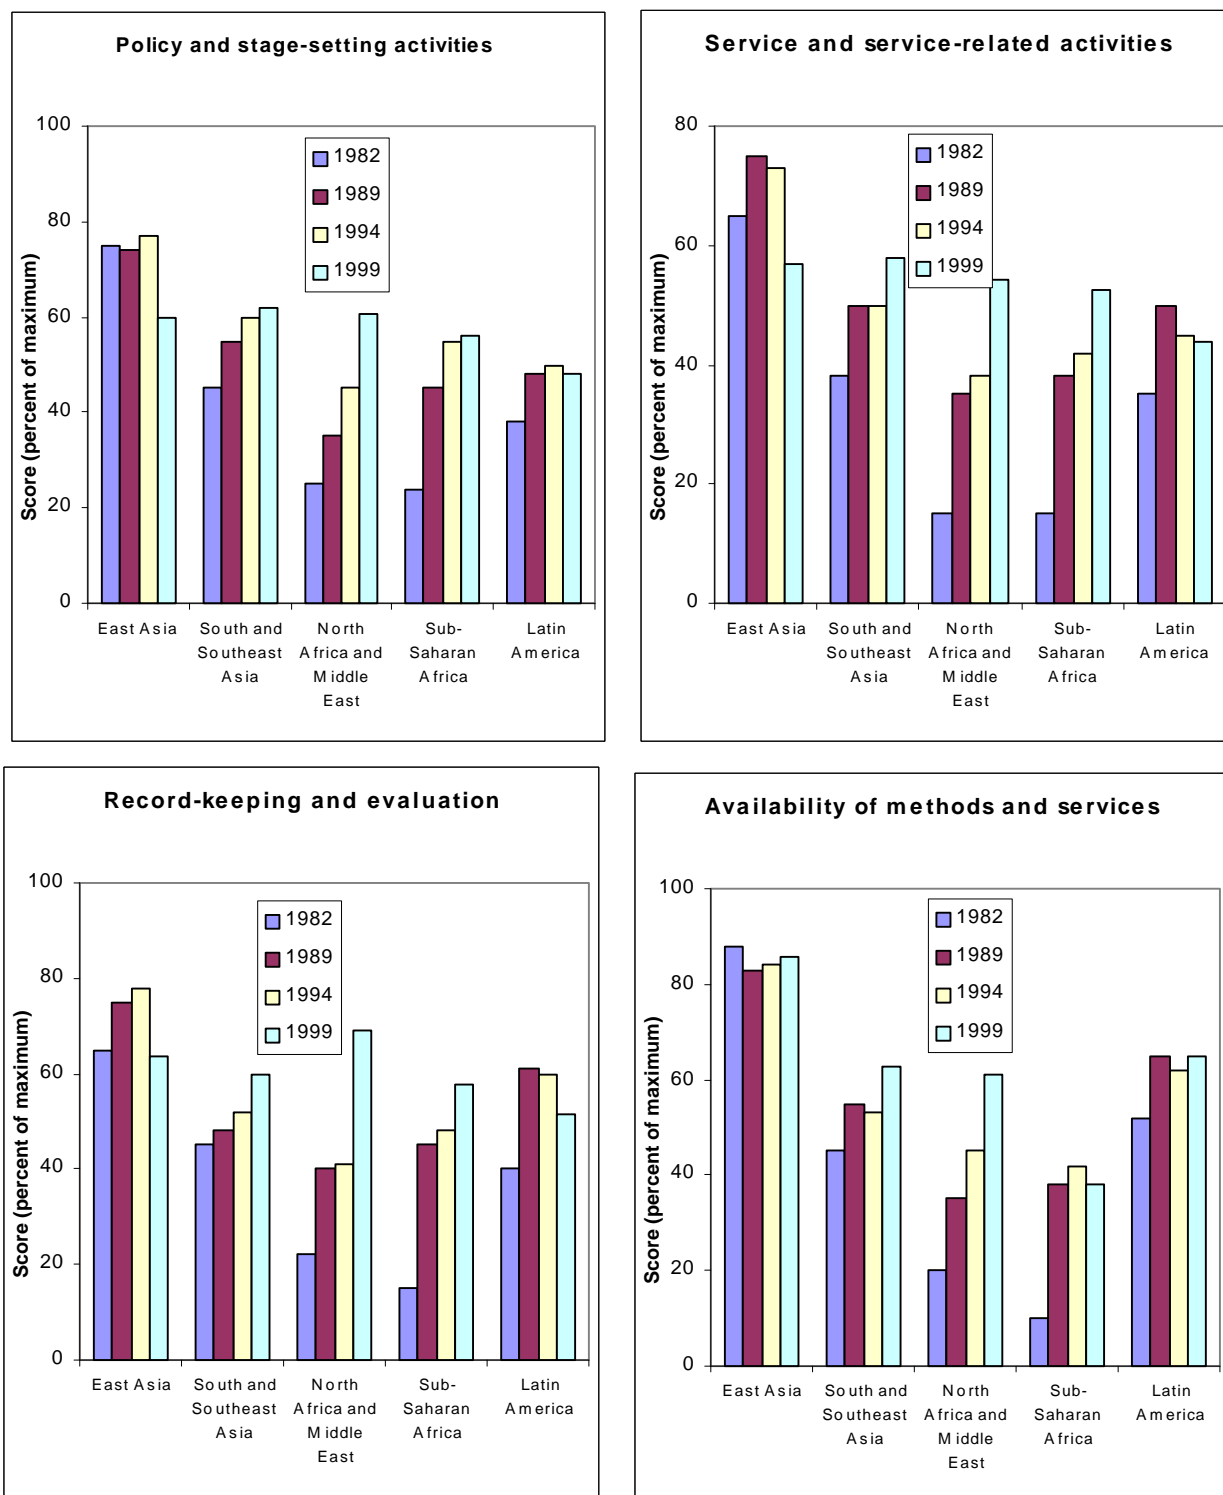 Policy and stage-setting activities
100
80
60
40
20
0
Score (percent of maximum)
1982
1989
1994
1999
East Asia
South and
Southeast
Asia
North
Africa and
Middle
East
Sub-
Saharan
Africa
Latin
America
Service and service-related activities
80
60
40
20
0
Score (percent of maximum)
1982
1989
1994
1999
East Asia
South and
Southeast
Asia
North
Africa and
Middle
East
Sub-
Saharan
Africa
Latin
America
Record-keeping and evaluation
100
80
60
40
20
0
Score (percent of maximum)
1982
1989
1994
1999
East Asia
South and
Southeast
Asia
North
Africa and
Middle
East
Sub-
Saharan
Africa
Latin
America
Availability of methods and services
100
80
60
40
20
0
Score (percent of maximum)
1982
1989
1994
1999
East Asia
South and
Southeast
Asia
North
Africa and
Middle
East
Sub-
Saharan
Africa
Latin
America